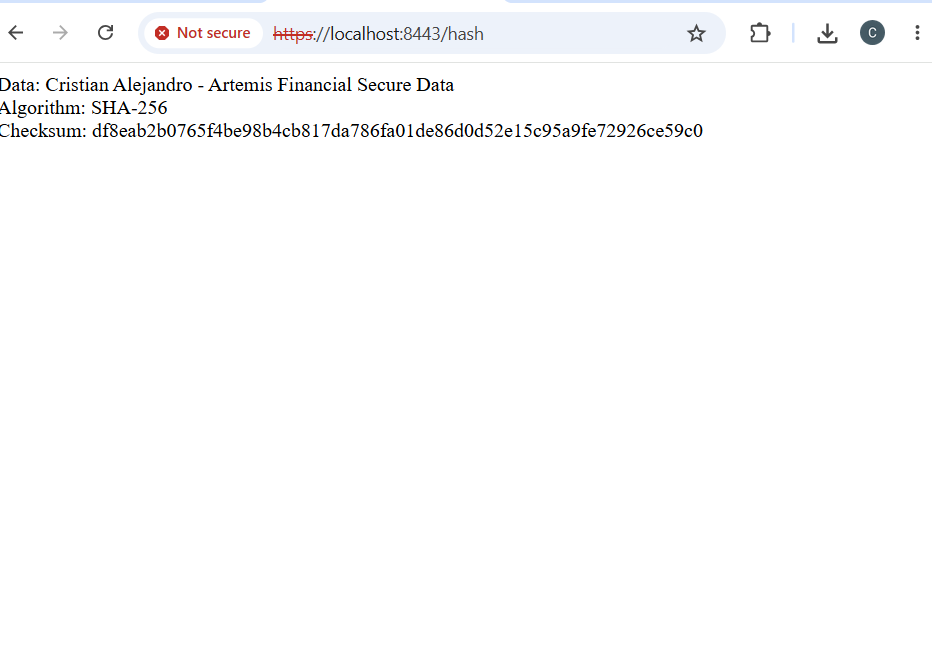 Not secure https://localhost:8443/hash C
Data: Cristian Alejandro - Artemis Financial Secure Data
Algorithm: SHA-256
Checksum: df8eab2b0765f4be98b4cb817da786fa01de86d0d52e15c95a9fe72926ce59c0